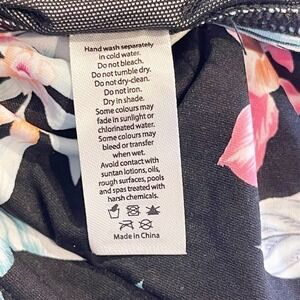 Hand wash separately
in cold water.
Do not bleach.
Do not tumble dry.
Do not dry-clean.
Do not iron.
Dry in shade.
Some colours may
fade in sunlight or
chlorinated water.
Some colours may
bleed or transfer
when wet.
Avoid contact with
suntan lotions, oils,
rough surfaces, pools
and spas treated with
harsh chemicals.
Made in China